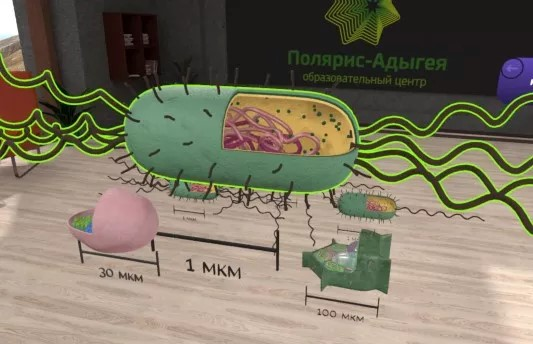 Полярис-Адыгея
образовательный центр
30 МКМ
1 МКМ
100 МКМ